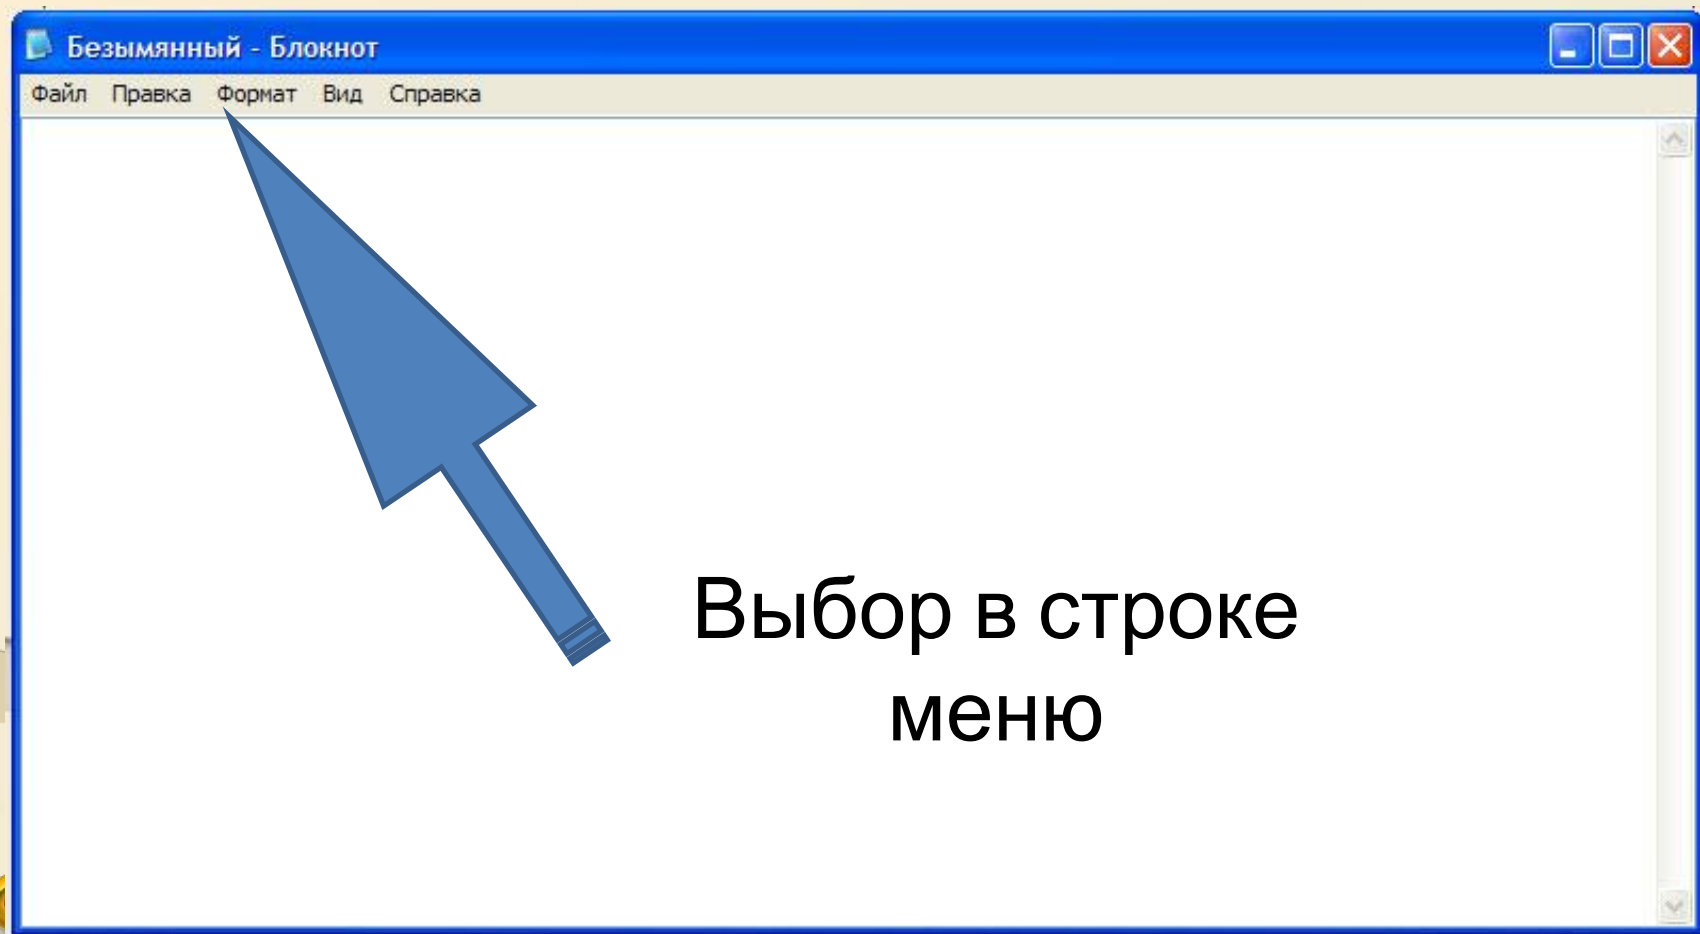 Безымянный - Блокнот
Файл Правка Формат Вид Справка
Выбор в строке
меню